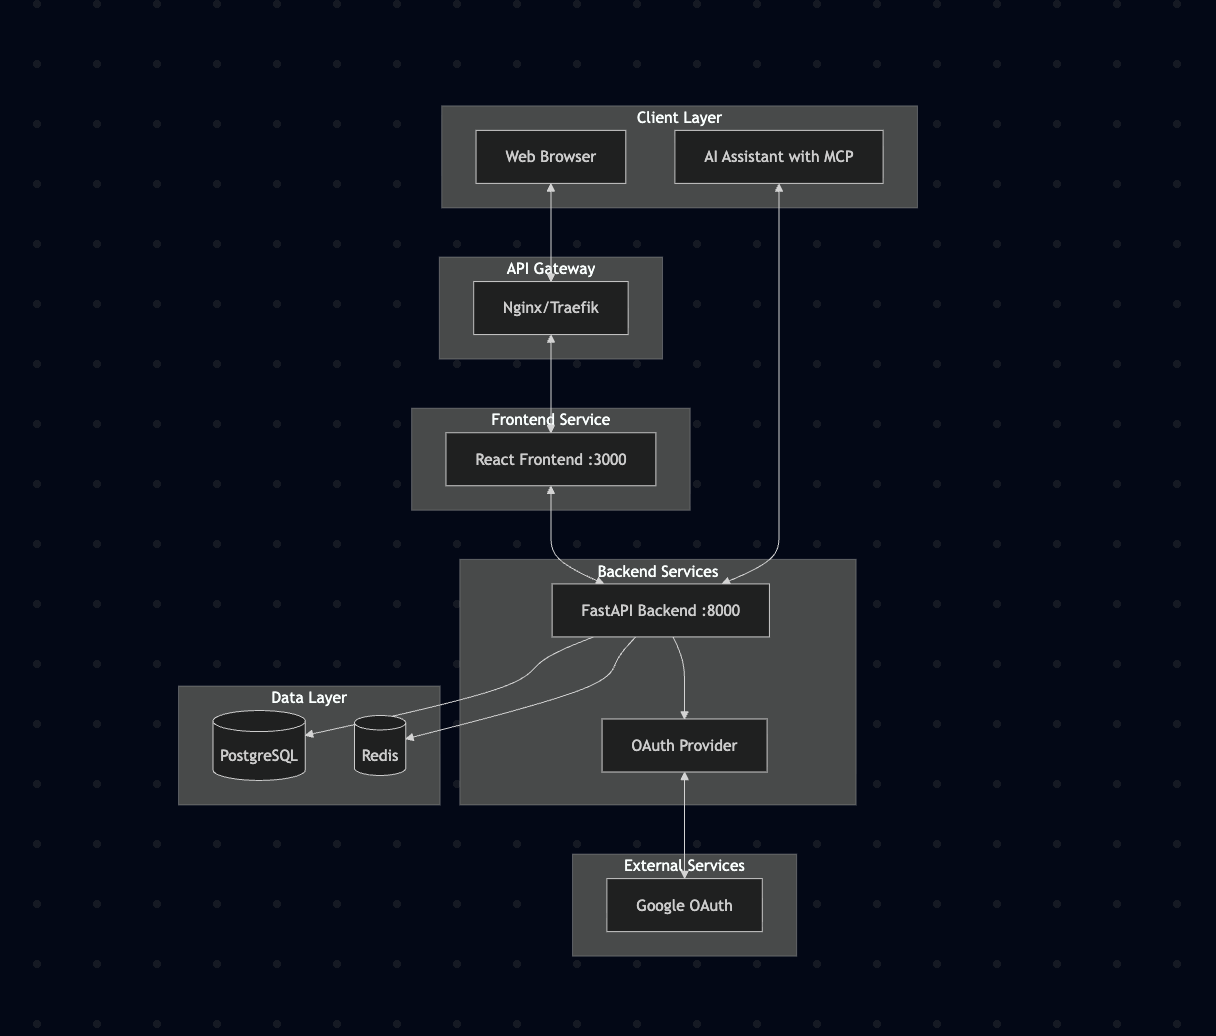 Client Layer
Web Browser
AI Assistant with MCP
API Gateway
Nginx/Traefik
Frontend Service
React Frontend :3000
Backend Services
FastAPI Backend :8000
Data Layer
PostgreSQL
Redis
OAuth Provider
External Services
Google OAuth